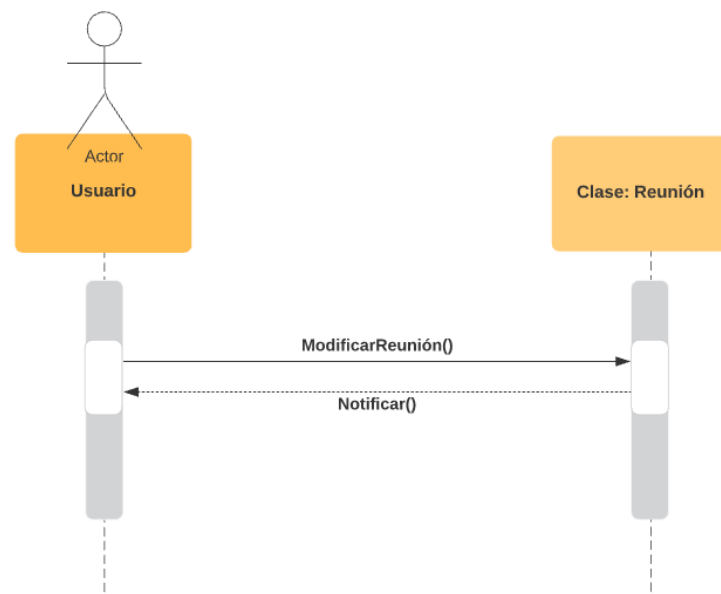 Actor
Usuario
Clase: Reunión
ModificarReunión()
Notificar()